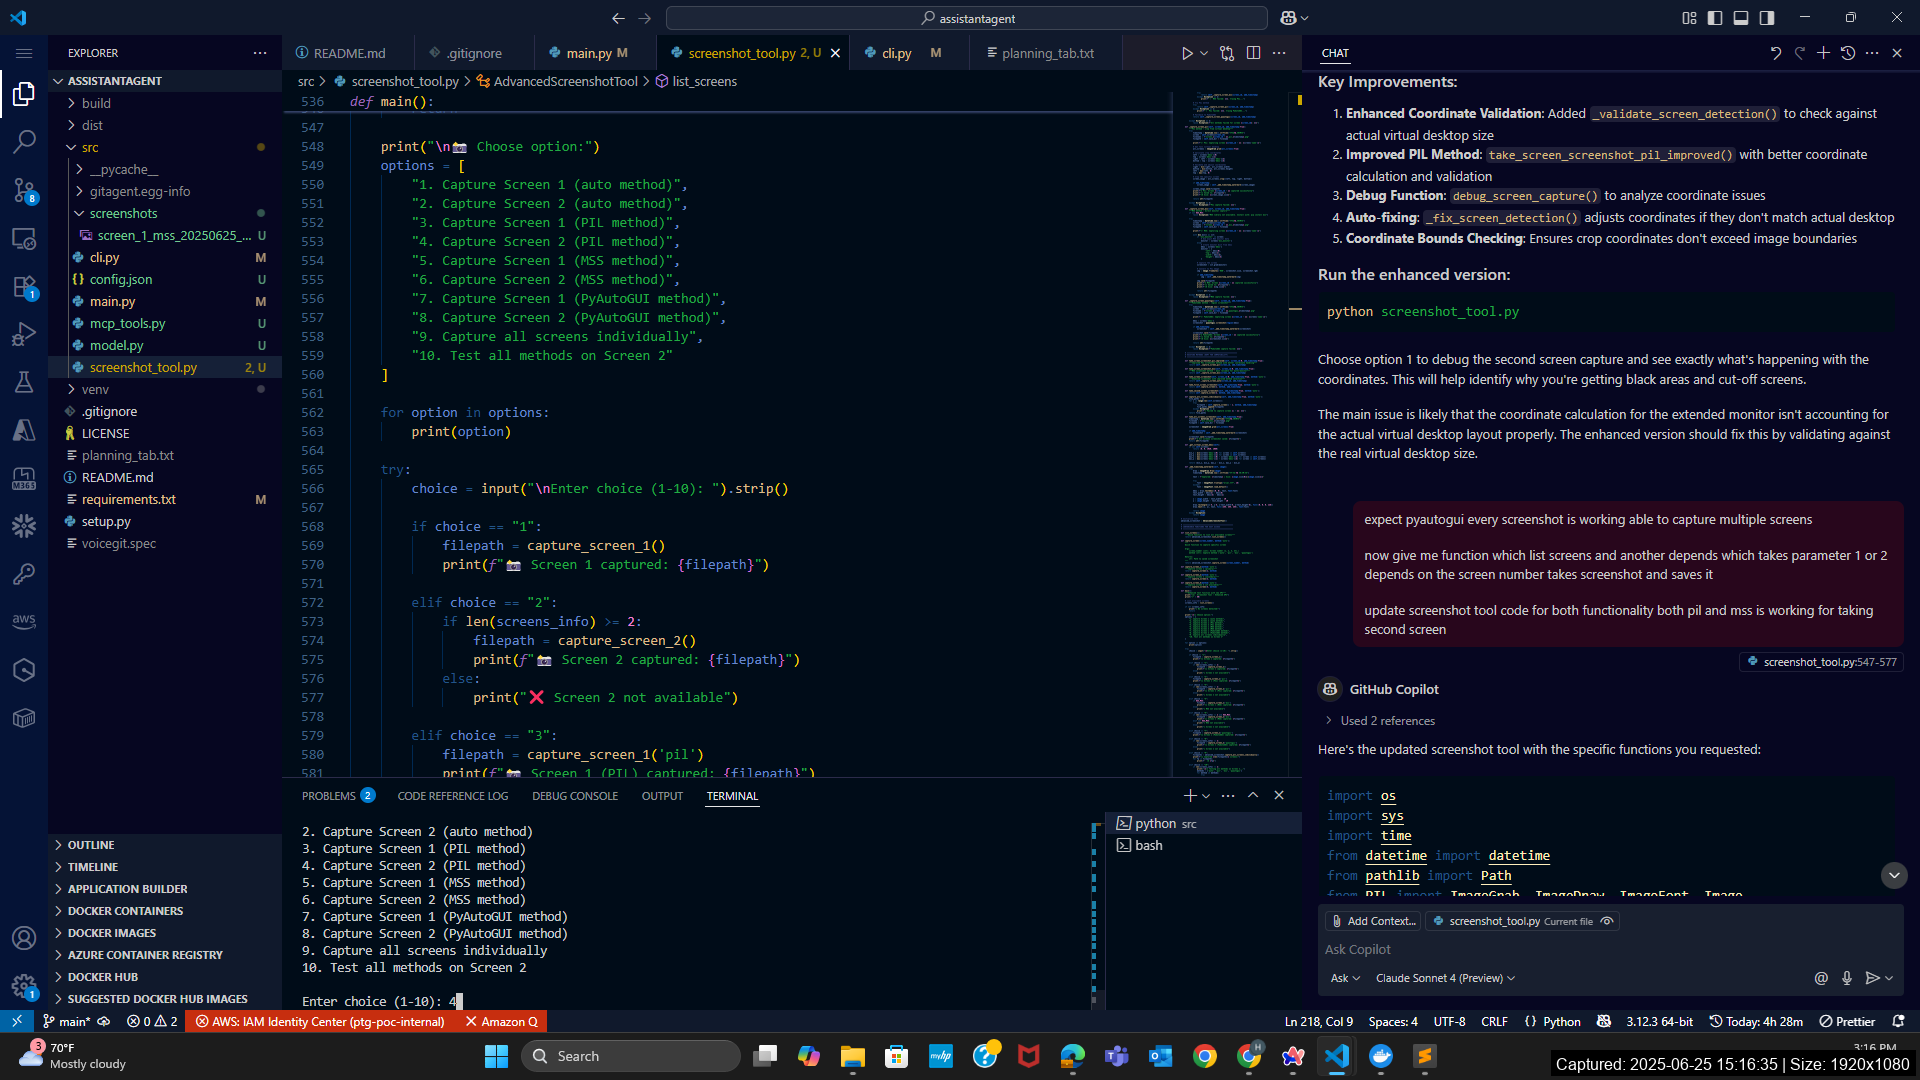 assistantagent
EXPLORER
ASSISTANTAGENT
build
dist
src
__pycache__
gitagent.egg-info
screenshots
screen_1_mss_20250625_... U
cli.py M
config.json U
main.py M
mcp_tools.py U
model.py U
screenshot_tool.py 2, U
venv
.gitignore
LICENSE
planning_tab.txt
README.md
requirements.txt M
setup.py
voicegit.spec
OUTLINE
TIMELINE
APPLICATION BUILDER
DOCKER CONTAINERS
DOCKER IMAGES
AZURE CONTAINER REGISTRY
DOCKER HUB
SUGGESTED DOCKER HUB IMAGES
8
1
M365
aws
1
README.md
.gitignore
main.py M
screenshot_tool.py 2, U
cli.py M
planning_tab.txt
src > screenshot_tool.py > AdvancedScreenshotTool > list_screens
536 def main():
547
548 print("\n📷 Choose option:")
549 options = [
550 "1. Capture Screen 1 (auto method)",
551 "2. Capture Screen 2 (auto method)",
552 "3. Capture Screen 1 (PIL method)",
553 "4. Capture Screen 2 (PIL method)",
554 "5. Capture Screen 1 (MSS method)",
555 "6. Capture Screen 2 (MSS method)",
556 "7. Capture Screen 1 (PyAutoGUI method)",
557 "8. Capture Screen 2 (PyAutoGUI method)",
558 "9. Capture all screens individually",
559 "10. Test all methods on Screen 2"
560 ]
561
562 for option in options:
563 print(option)
564
565 try:
566 choice = input("\nEnter choice (1-10): ").strip()
567
568 if choice == "1":
569 filepath = capture_screen_1()
570 print(f"📷 Screen 1 captured: {filepath}")
571
572 elif choice == "2":
573 if len(screens_info) >= 2:
574 filepath = capture_screen_2()
575 print(f"📷 Screen 2 captured: {filepath}")
576 else:
577 print("❌ Screen 2 not available")
578
579 elif choice == "3":
580 filepath = capture_screen_1('pil')
581 print(f"📷 Screen 1 (PIL) captured: {filepath}")
PROBLEMS 2 CODE REFERENCE LOG DEBUG CONSOLE OUTPUT TERMINAL
2. Capture Screen 2 (auto method)
3. Capture Screen 1 (PIL method)
4. Capture Screen 2 (PIL method)
5. Capture Screen 1 (MSS method)
6. Capture Screen 2 (MSS method)
7. Capture Screen 1 (PyAutoGUI method)
8. Capture Screen 2 (PyAutoGUI method)
9. Capture all screens individually
10. Test all methods on Screen 2
Enter choice (1-10): 4
python src
bash
CHAT
Key Improvements:
1. Enhanced Coordinate Validation: Added _validate_screen_detection() to check against
actual virtual desktop size
2. Improved PIL Method: take_screen_screenshot_pil_improved() with better coordinate
calculation and validation
3. Debug Function: debug_screen_capture() to analyze coordinate issues
4. Auto-fixing: _fix_screen_detection() adjusts coordinates if they don't match actual desktop
5. Coordinate Bounds Checking: Ensures crop coordinates don't exceed image boundaries
Run the enhanced version:
python screenshot_tool.py
Choose option 1 to debug the second screen capture and see exactly what's happening with the
coordinates. This will help identify why you're getting black areas and cut-off screens.
The main issue is likely that the coordinate calculation for the extended monitor isn't accounting for
the actual virtual desktop layout properly. The enhanced version should fix this by validating against
the real virtual desktop size.
expect pyautogui every screenshot is working able to capture multiple screens
now give me function which list screens and another depends which takes parameter 1 or 2
depends on the screen number takes screenshot and saves it
update screenshot tool code for both functionality both pil and mss is working for taking
second screen
screenshot_tool.py:547-577
GitHub Copilot
Used 2 references
Here's the updated screenshot tool with the specific functions you requested:
import os
import sys
import time
from datetime import datetime
from pathlib import Path
from PIL import ImageGrab, ImageDraw, ImageFont, Image
Add Context...
screenshot_tool.py Current file
Ask Copilot
Ask
Claude Sonnet 4 (Preview)
main*
0 2
AWS: IAM Identity Center (ptg-poc-internal)
Amazon Q
Ln 218, Col 9
Spaces: 4
UTF-8
CRLF
{} Python
3.12.3 64-bit
Today: 4h 28m
Prettier
3
70°F
Mostly cloudy
Search
myhp
3:16 PM
Captured: 2025-06-25 15:16:35 | Size: 1920x1080